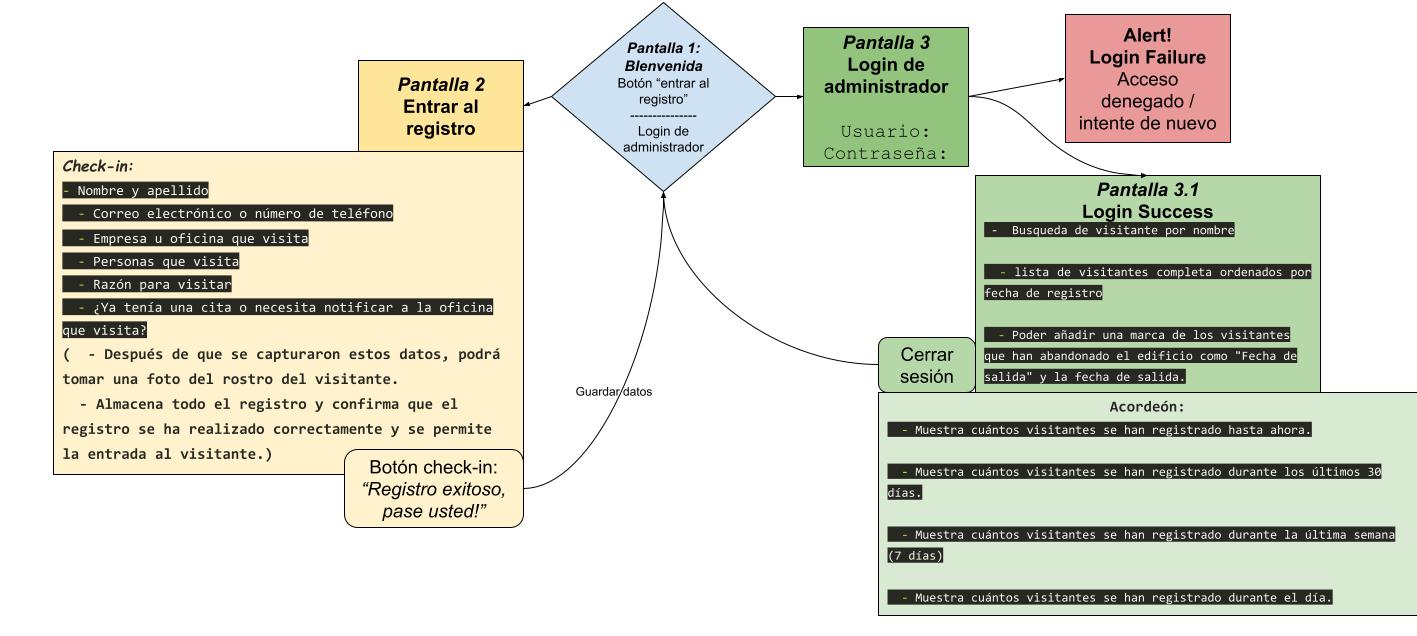 Pantalla 1:
BIenvenida
Botón “entrar al
registro”
---------------
Login de
administrador
Pantalla 2
Entrar al
registro
Check-in:
- Nombre y apellido
- Correo electrónico o número de teléfono
- Empresa u oficina que visita
- Personas que visita
- Razón para visitar
- ¿Ya tenía una cita o necesita notificar a la oficina
que visita?
(  - Después de que se capturaron estos datos, podrá
tomar una foto del rostro del visitante.
- Almacena todo el registro y confirma que el
registro se ha realizado correctamente y se permite
la entrada al visitante.)
Botón check-in:
“Registro exitoso,
pase usted!”
Guardar datos
Pantalla 3
Login de
administrador
Usuario:
Contraseña:
Alert!
Login Failure
Acceso
denegado /
intente de nuevo
Pantalla 3.1
Login Success
- Busqueda de visitante por nombre
- lista de visitantes completa ordenados por
fecha de registro
- Poder añadir una marca de los visitantes
que han abandonado el edificio como "Fecha de
salida" y la fecha de salida.
Cerrar
sesión
Acordeón:
- Muestra cuántos visitantes se han registrado hasta ahora.
- Muestra cuántos visitantes se han registrado durante los últimos 30
días.
- Muestra cuántos visitantes se han registrado durante la última semana
(7 días)
- Muestra cuántos visitantes se han registrado durante el día.